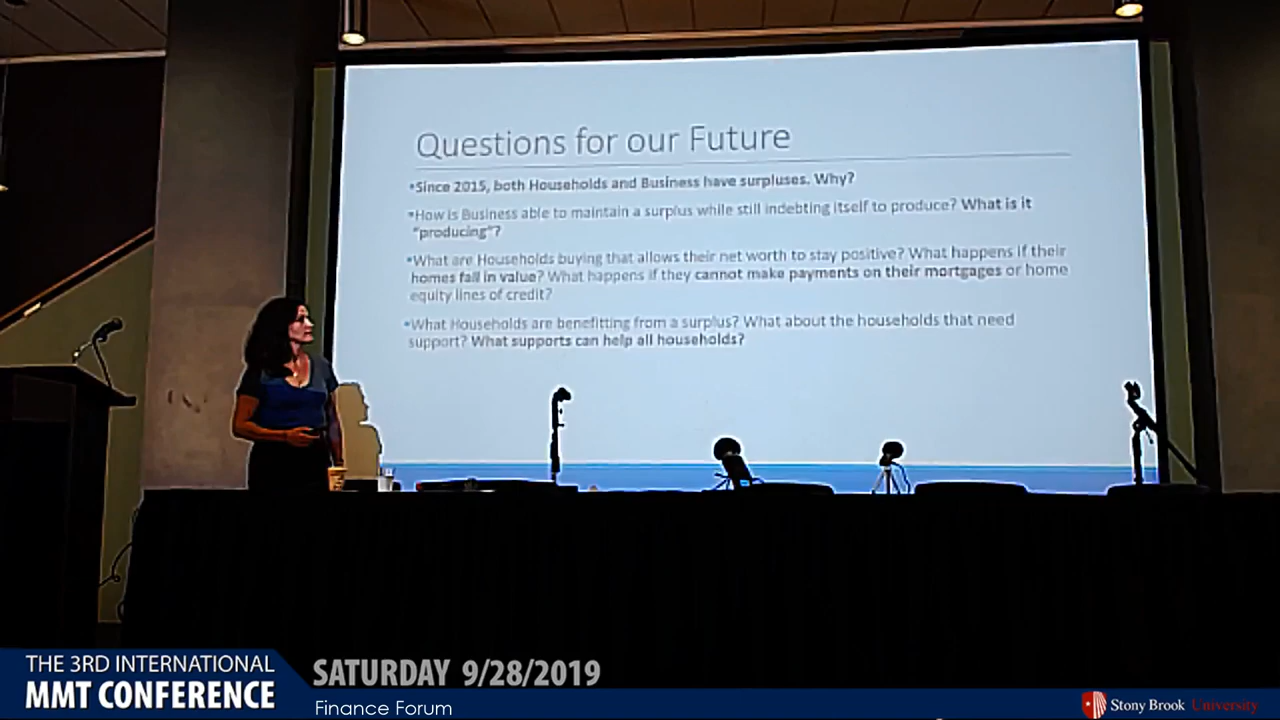 Questions for our Future
•Since 2015, both Households and Business have surpluses. Why?
•How is Business able to maintain a surplus while still indebting itself to produce? What is it
"producing"?
•What are Households buying that allows their net worth to stay positive? What happens if their
homes fall in value? What happens if they cannot make payments on their mortgages or home
equity lines of credit?
•What Households are benefitting from a surplus? What about the households that need
support? What supports can help all households?
THE 3RD INTERNATIONAL
MMT CONFERENCE
SATURDAY 9/28/2019
Finance Forum
Stony Brook University